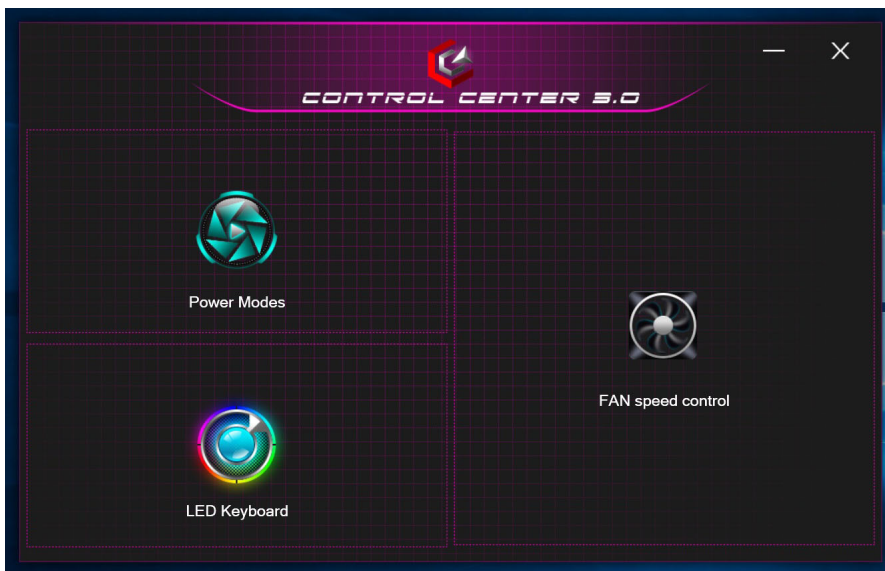 CONTROL CENTER 3.0
Power Modes
FAN speed control
LED Keyboard